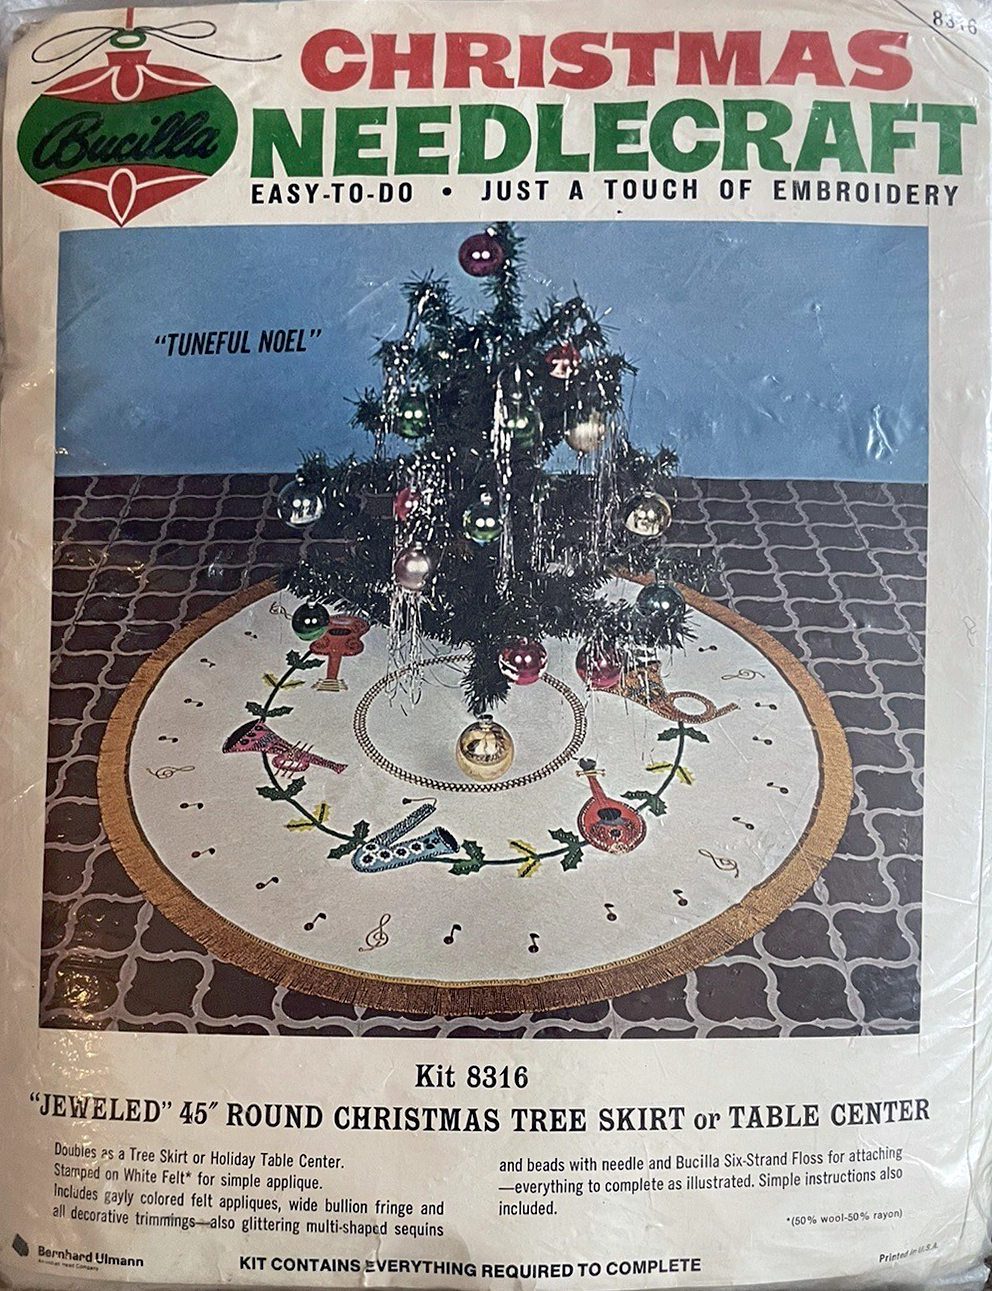 8316
CHRISTMAS
Bucilla
NEEDLECRAFT
EASY-TO-DO • JUST A TOUCH OF EMBROIDERY
“TUNEFUL NOEL”
Kit 8316
“JEWELED” 45″ ROUND CHRISTMAS TREE SKIRT or TABLE CENTER
Doubles as a Tree Skirt or Holiday Table Center.
Stamped on White Felt* for simple applique.
Includes gayly colored felt appliques, wide bullion fringe and
all decorative trimmings—also glittering multi-shaped sequins
and beads with needle and Bucilla Six-Strand Floss for attaching
—everything to complete as illustrated. Simple instructions also
included.
*(50% wool-50% rayon)
Bernhard Ulmann
KIT CONTAINS EVERYTHING REQUIRED TO COMPLETE
Printed in U.S.A.